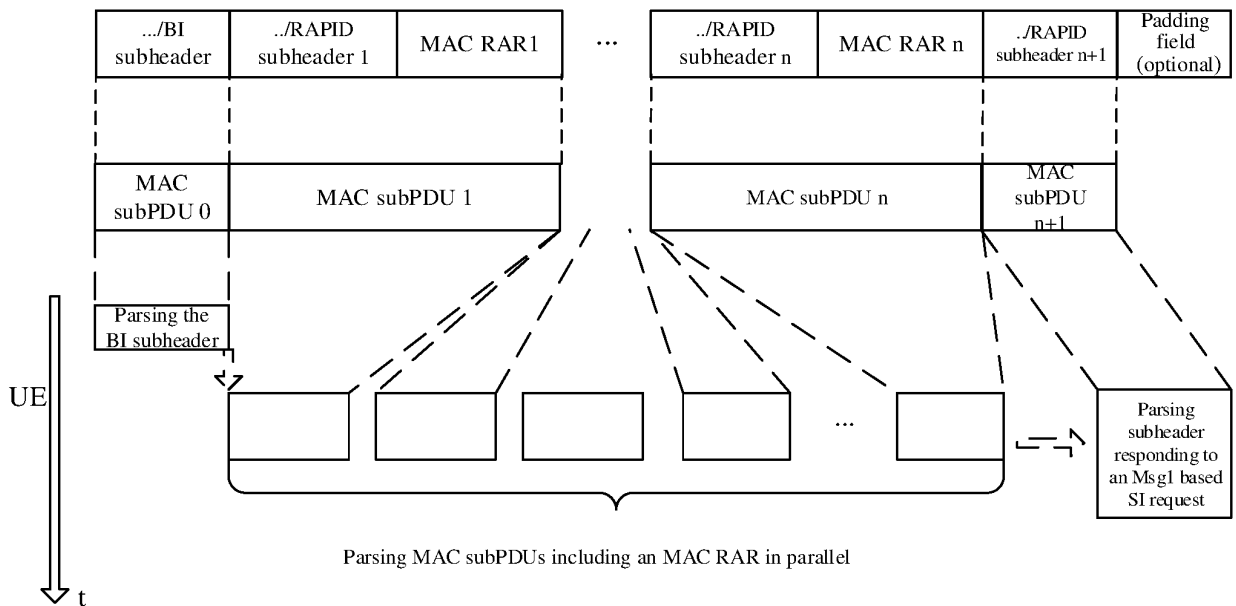 .../BI
subheader
../RAPID
subheader 1
MAC RAR1
...
../RAPID
subheader n
MAC RAR n
../RAPID
subheader n+1
Padding
field
(optional)
MAC
subPDU 0
MAC subPDU 1
MAC subPDU n
MAC
subPDU
n+1
Parsing the
BI subheader
UE
...
Parsing
subheader
responding to
an Msg1 based
SI request
Parsing MAC subPDUs including an MAC RAR in parallel
t